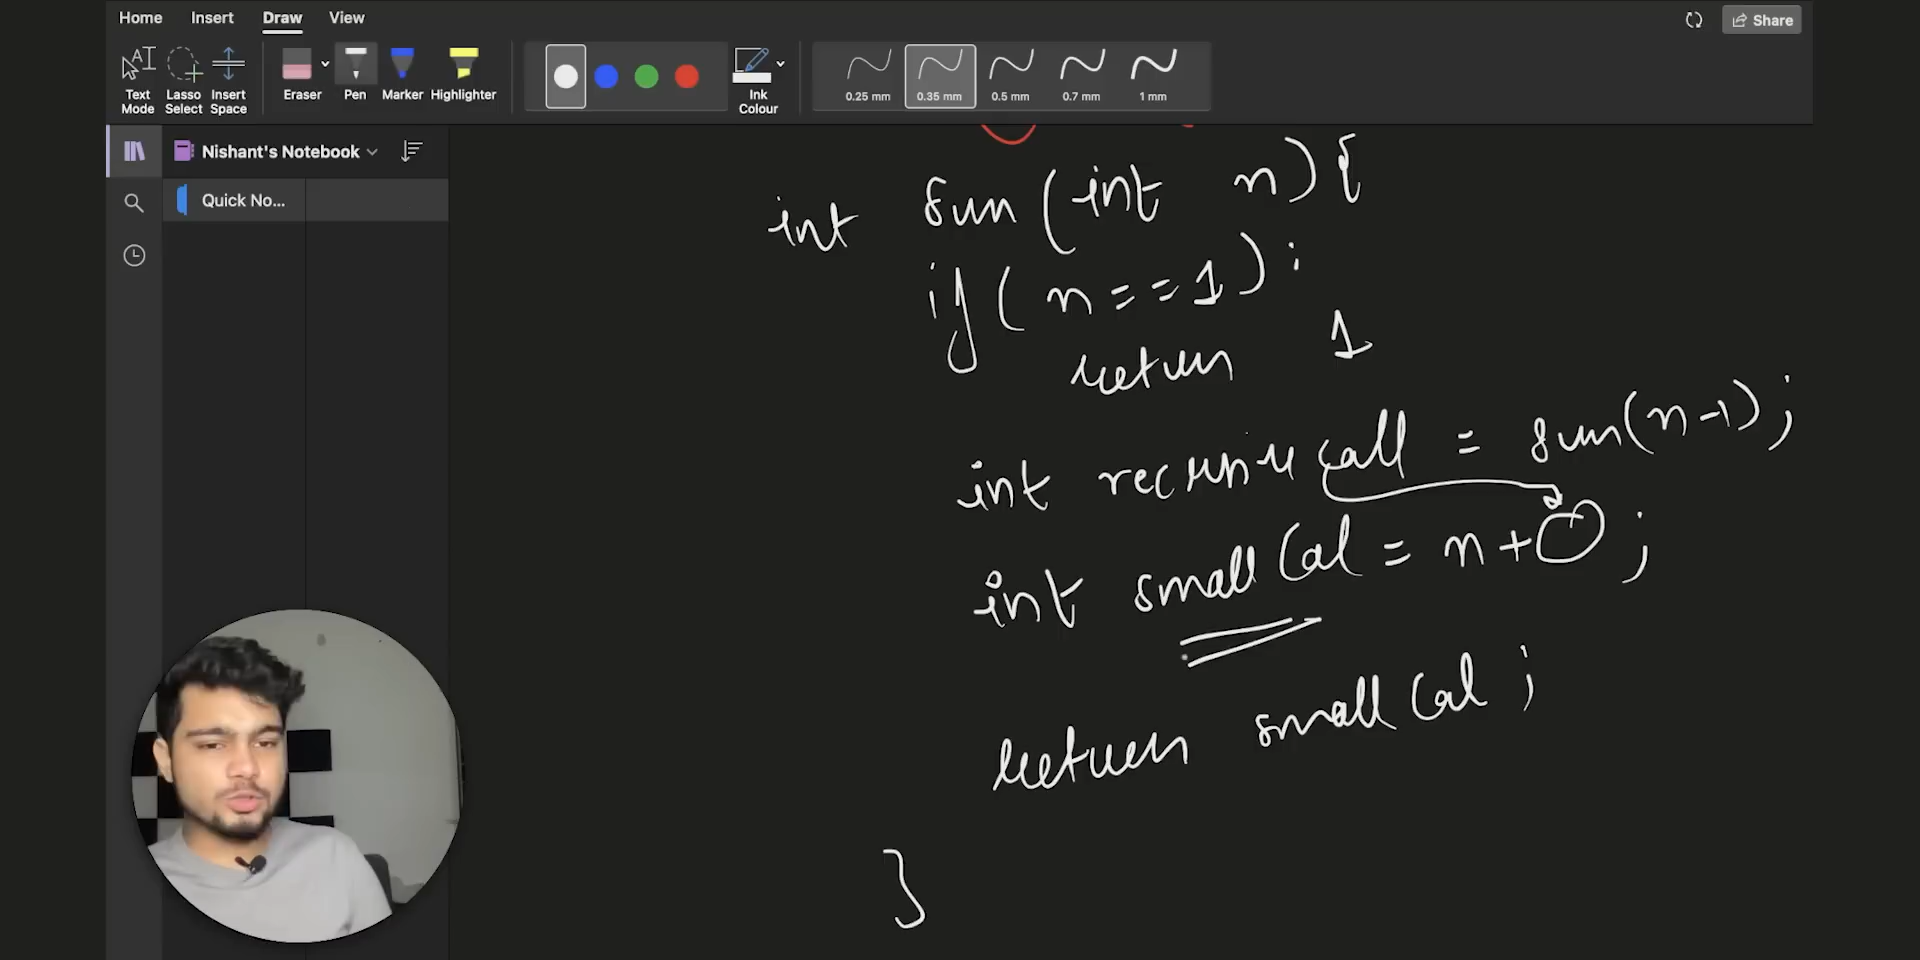 Home Insert Draw View
Share
Text Mode
Lasso Select
Insert Space
Eraser
Pen
Marker
Highlighter
Ink Colour
0.25 mm
0.35 mm
0.5 mm
0.7 mm
1 mm
Nishant's Notebook
Quick No...
int sum (int n) {
if (n == 1) :
return 1
int recursive call = sum(n-1);
int small Cal = n + ;
return small Cal ;
}